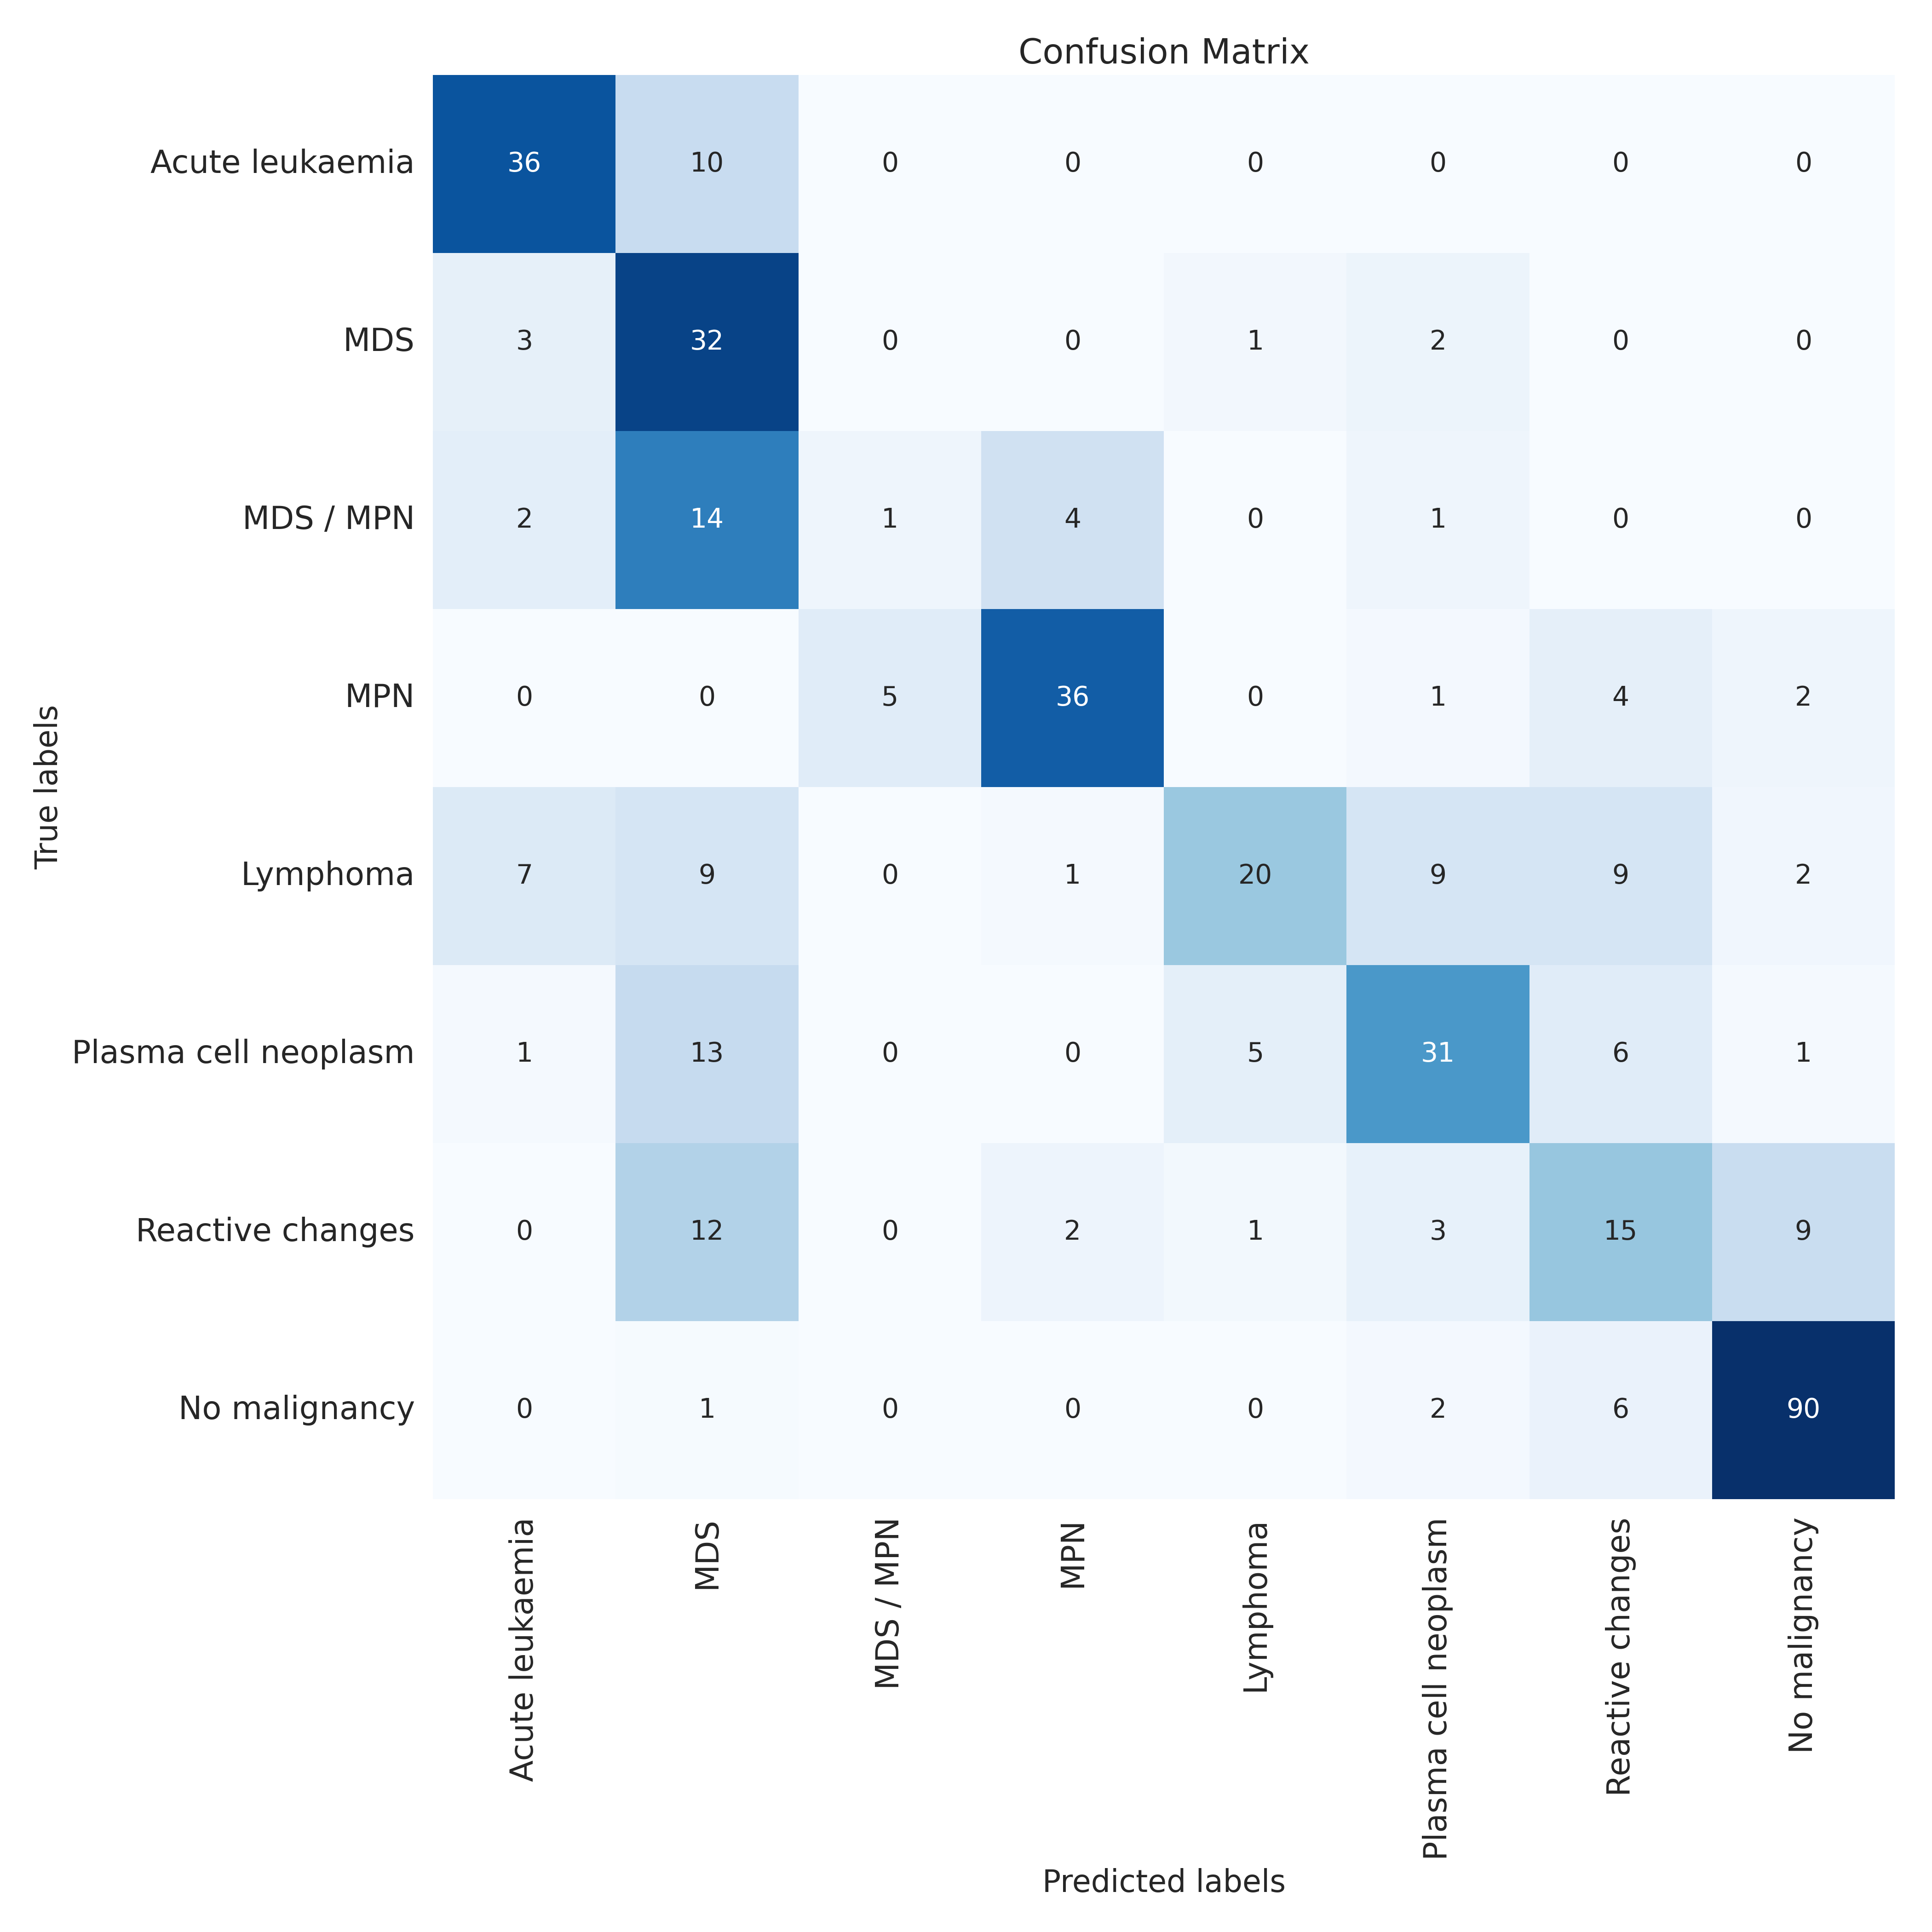 Confusion Matrix
Acute leukaemia 36 10 0 0 0 0 0 0
MDS 3 32 0 0 1 2 0 0
MDS / MPN 2 14 1 4 0 1 0 0
MPN 0 0 5 36 0 1 4 2
Lymphoma 7 9 0 1 20 9 9 2
Plasma cell neoplasm 1 13 0 0 5 31 6 1
Reactive changes 0 12 0 2 1 3 15 9
No malignancy 0 1 0 0 0 2 6 90
True labels
Acute leukaemia
MDS
MDS / MPN
MPN
Lymphoma
Plasma cell neoplasm
Reactive changes
No malignancy
Predicted labels